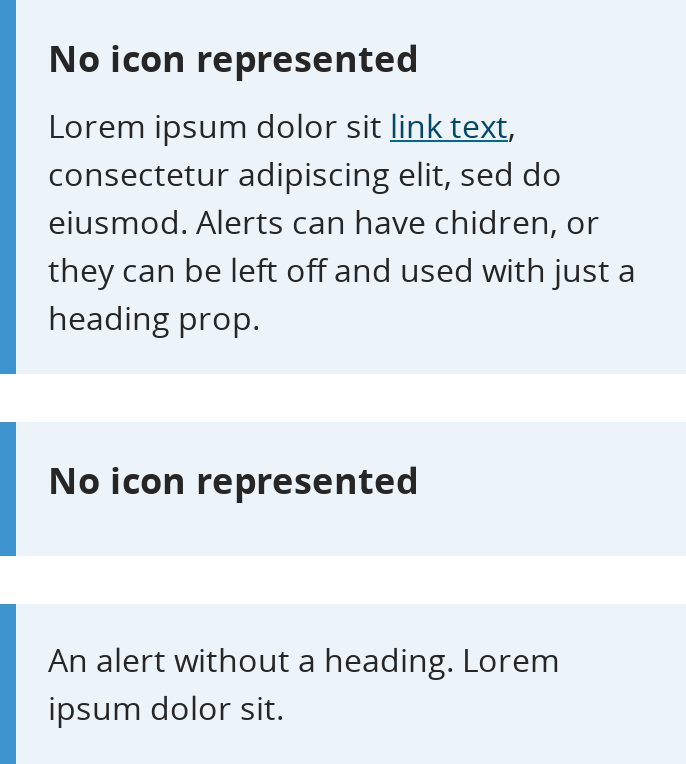 No icon represented
Lorem ipsum dolor sit link text,
consectetur adipiscing elit, sed do
eiusmod. Alerts can have chidren, or
they can be left off and used with just a
heading prop.
No icon represented
An alert without a heading. Lorem
ipsum dolor sit.